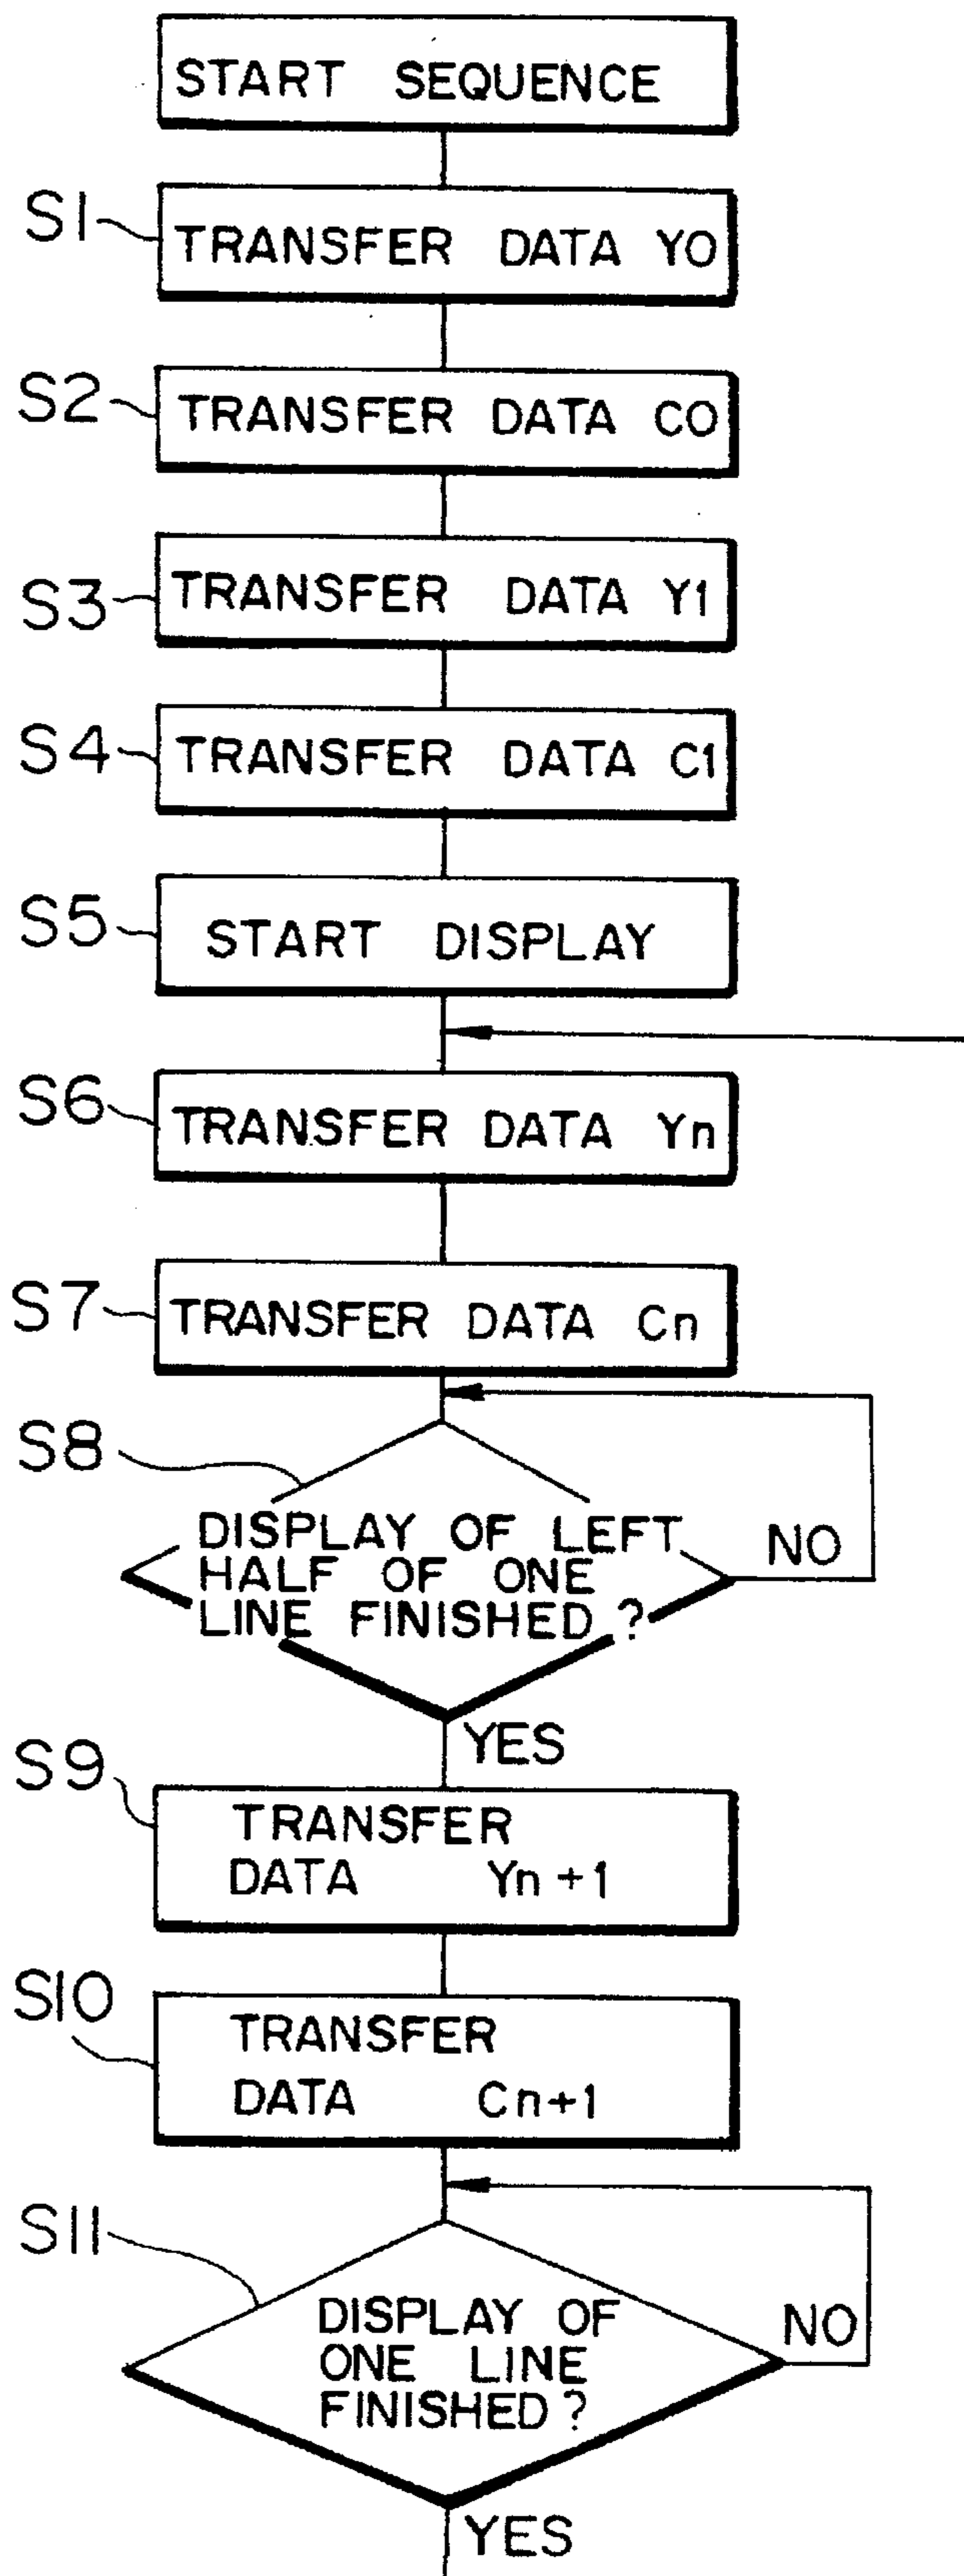 START SEQUENCE
S1
TRANSFER DATA Y0
S2
TRANSFER DATA C0
S3
TRANSFER DATA Y1
S4
TRANSFER DATA C1
S5
START DISPLAY
S6
TRANSFER DATA Yn
S7
TRANSFER DATA Cn
S8
DISPLAY OF LEFT
HALF OF ONE
LINE FINISHED?
NO
YES
S9
TRANSFER
DATA Yn+1
S10
TRANSFER
DATA Cn+1
S11
DISPLAY OF
ONE LINE
FINISHED?
NO
YES